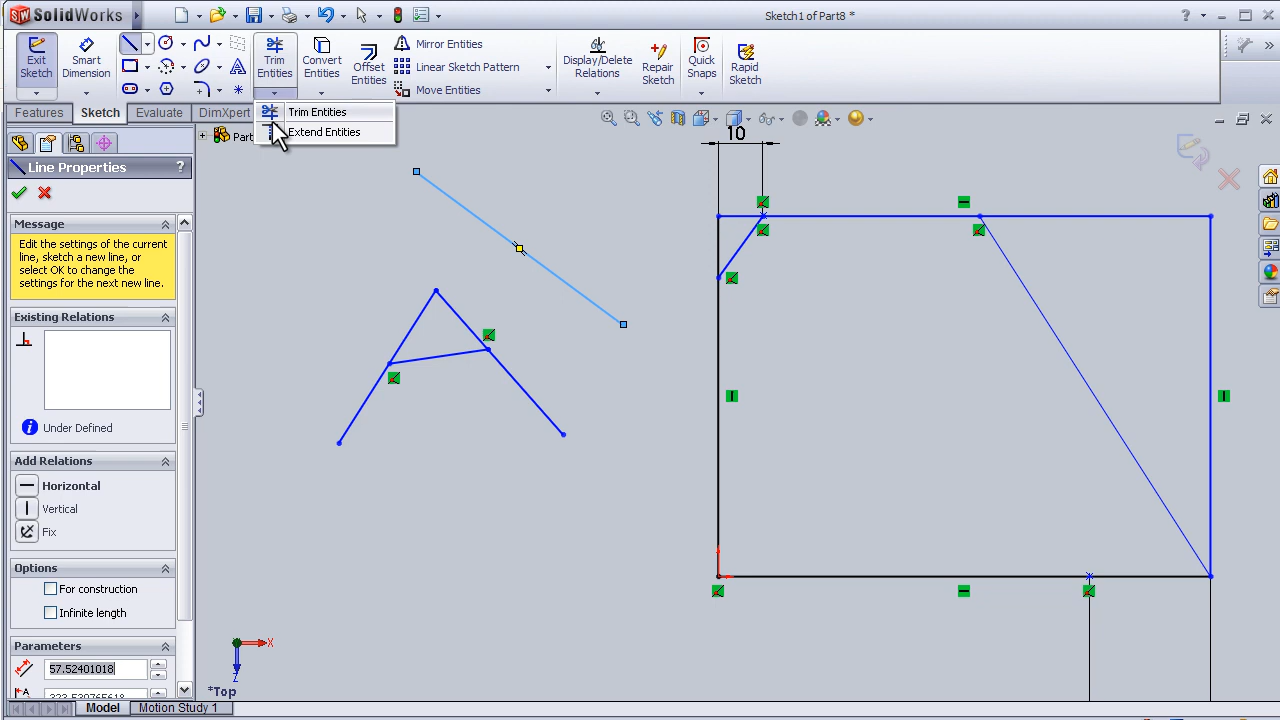 SolidWorks
Sketch1 of Part8 *
?
Exit
Sketch
Smart
Dimension
Trim
Entities
Convert
Entities
Offset
Entities
Mirror Entities
Linear Sketch Pattern
Move Entities
Display/Delete
Relations
Repair
Sketch
Quick
Snaps
Rapid
Sketch
Features
Sketch
Evaluate
DimXpert
Trim Entities
Extend Entities
Part
Line Properties
?
Message
Edit the settings of the current
line, sketch a new line, or
select OK to change the
settings for the next new line.
Existing Relations
Under Defined
Add Relations
Horizontal
Vertical
Fix
Options
For construction
Infinite length
Parameters
57.52401018
10
X
Z
*Top
Model
Motion Study 1